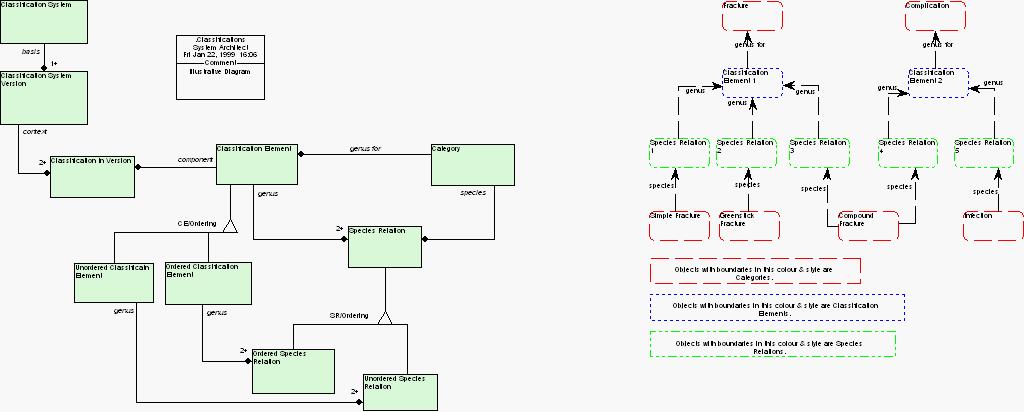 Classification System
basis
1+
Classification System
Version
context
2+
Classification in Version
component
Classification Element
genus for
Category
genus
species
2+
Species Relation
CE/Ordering
Unordered Classificain
Element
Ordered Classification
Element
genus
genus
SR/Ordering
2+
Ordered Species
Relation
2+
Unordered Species
Relation
.Classifications
System Architect
Fri Jan 22, 1999 16:06
Comment
Illustrative Diagram
Fracture
Complication
genus for
genus for
Classification
Element 1
Classification
Element 2
genus
genus
genus
genus
genus
Species Relation
1
Species Relation
2
Species Relation
3
Species Relation
4
Species Relation
5
species
species
species
species
species
Simple Fracture
Greenstick
Fracture
Compound
Fracture
Infection
Objects with boundaries in this colour & style are
Categories.
Objects with boundaries in this colour & style are Classification
Elements.
Objects with boundaries in this colour & style are Species
Relations.